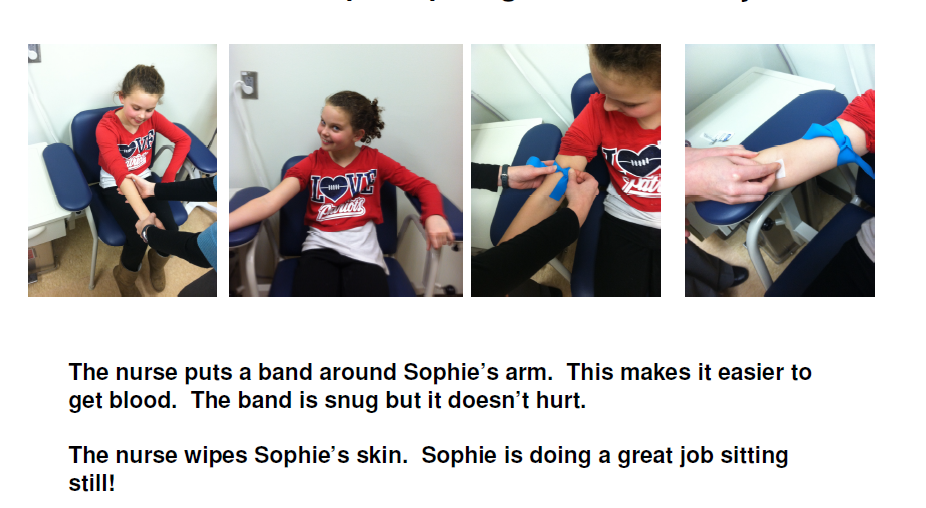 LOVE
Patriots
The nurse puts a band around Sophie's arm.  This makes it easier to
get blood.  The band is snug but it doesn't hurt.
The nurse wipes Sophie's skin.  Sophie is doing a great job sitting
still!